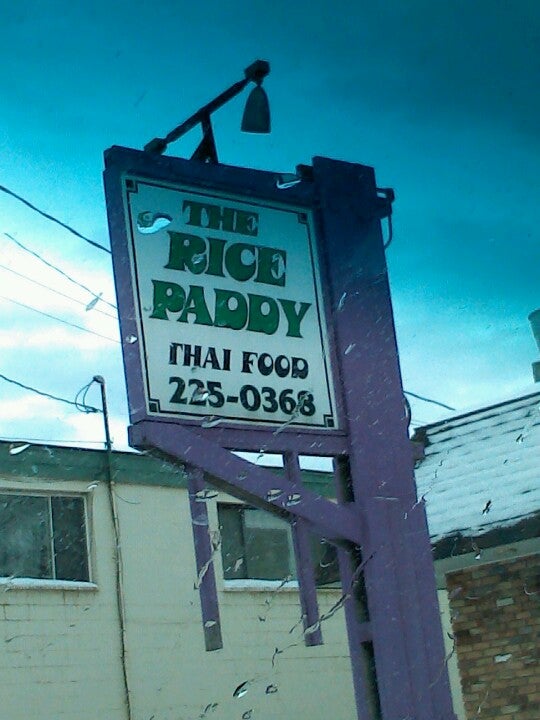 THE
RICE
PADDY
THAI FOOD
225-0368